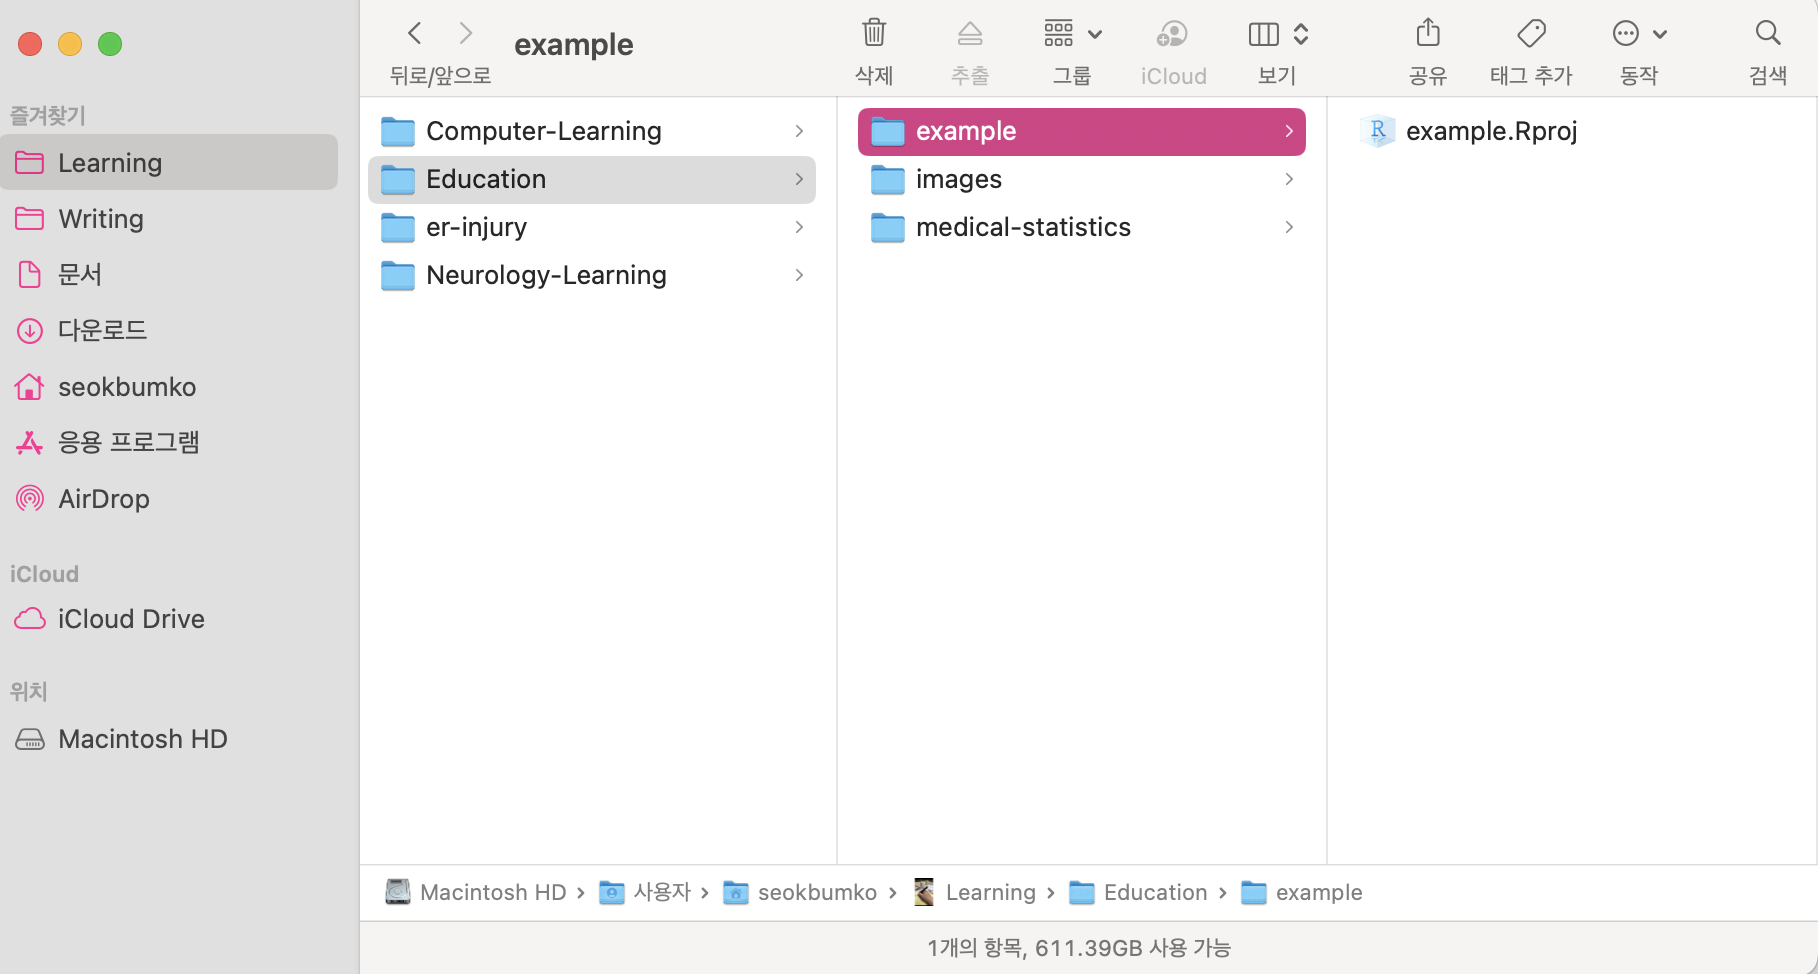 뒤로/앞으로
example
삭제
추출
그룹
iCloud
보기
공유
태그 추가
동작
검색
즐겨찾기
Learning
Writing
문서
다운로드
seokbumko
응용 프로그램
AirDrop
iCloud
iCloud Drive
위치
Macintosh HD
Computer-Learning
Education
er-injury
Neurology-Learning
example
images
medical-statistics
R
example.Rproj
Macintosh HD › 사용자 › seokbumko › Learning › Education › example
1개의 항목, 611.39GB 사용 가능